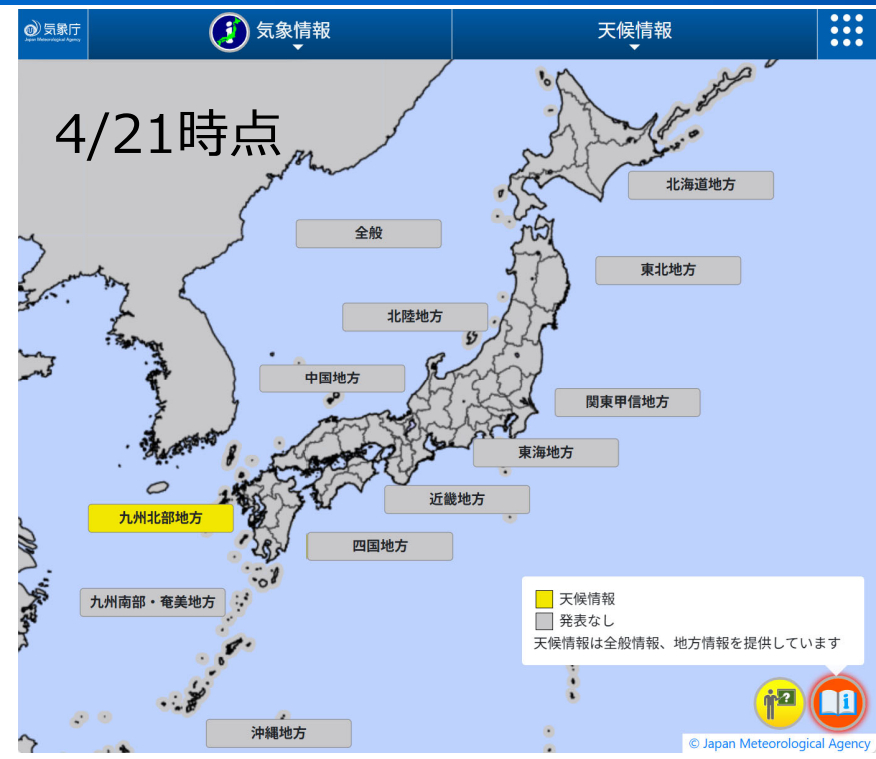 気象庁
Japan Meteorological Agency
気象情報
天候情報
4/21時点
北海道地方
全般
東北地方
北陸地方
中国地方
関東甲信地方
東海地方
近畿地方
九州北部地方
四国地方
九州南部・奄美地方
天候情報
発表なし
天候情報は全般情報、地方情報を提供しています
?
i
沖縄地方
© Japan Meteorological Agency